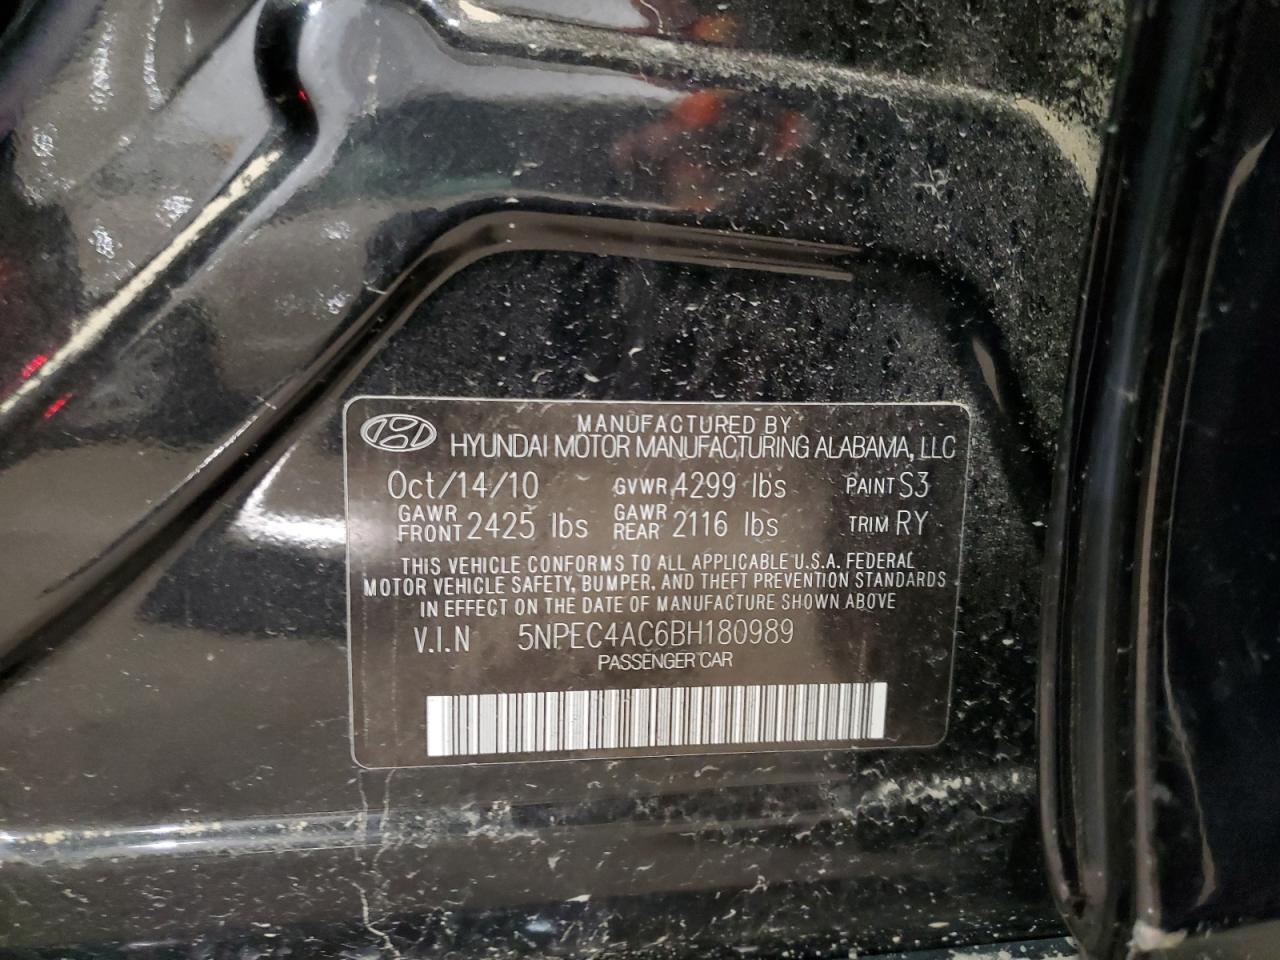 MANUFACTURED BY
HYUNDAI MOTOR MANUFACTURING ALABAMA, LLC
Oct/14/10 GVWR 4299 lbs PAINT S3
GAWR FRONT 2425 lbs GAWR REAR 2116 lbs TRIM RY
THIS VEHICLE CONFORMS TO ALL APPLICABLE U.S.A. FEDERAL
MOTOR VEHICLE SAFETY, BUMPER, AND THEFT PREVENTION STANDARDS
IN EFFECT ON THE DATE OF MANUFACTURE SHOWN ABOVE
V.I.N 5NPEC4AC6BH180989
PASSENGER CAR